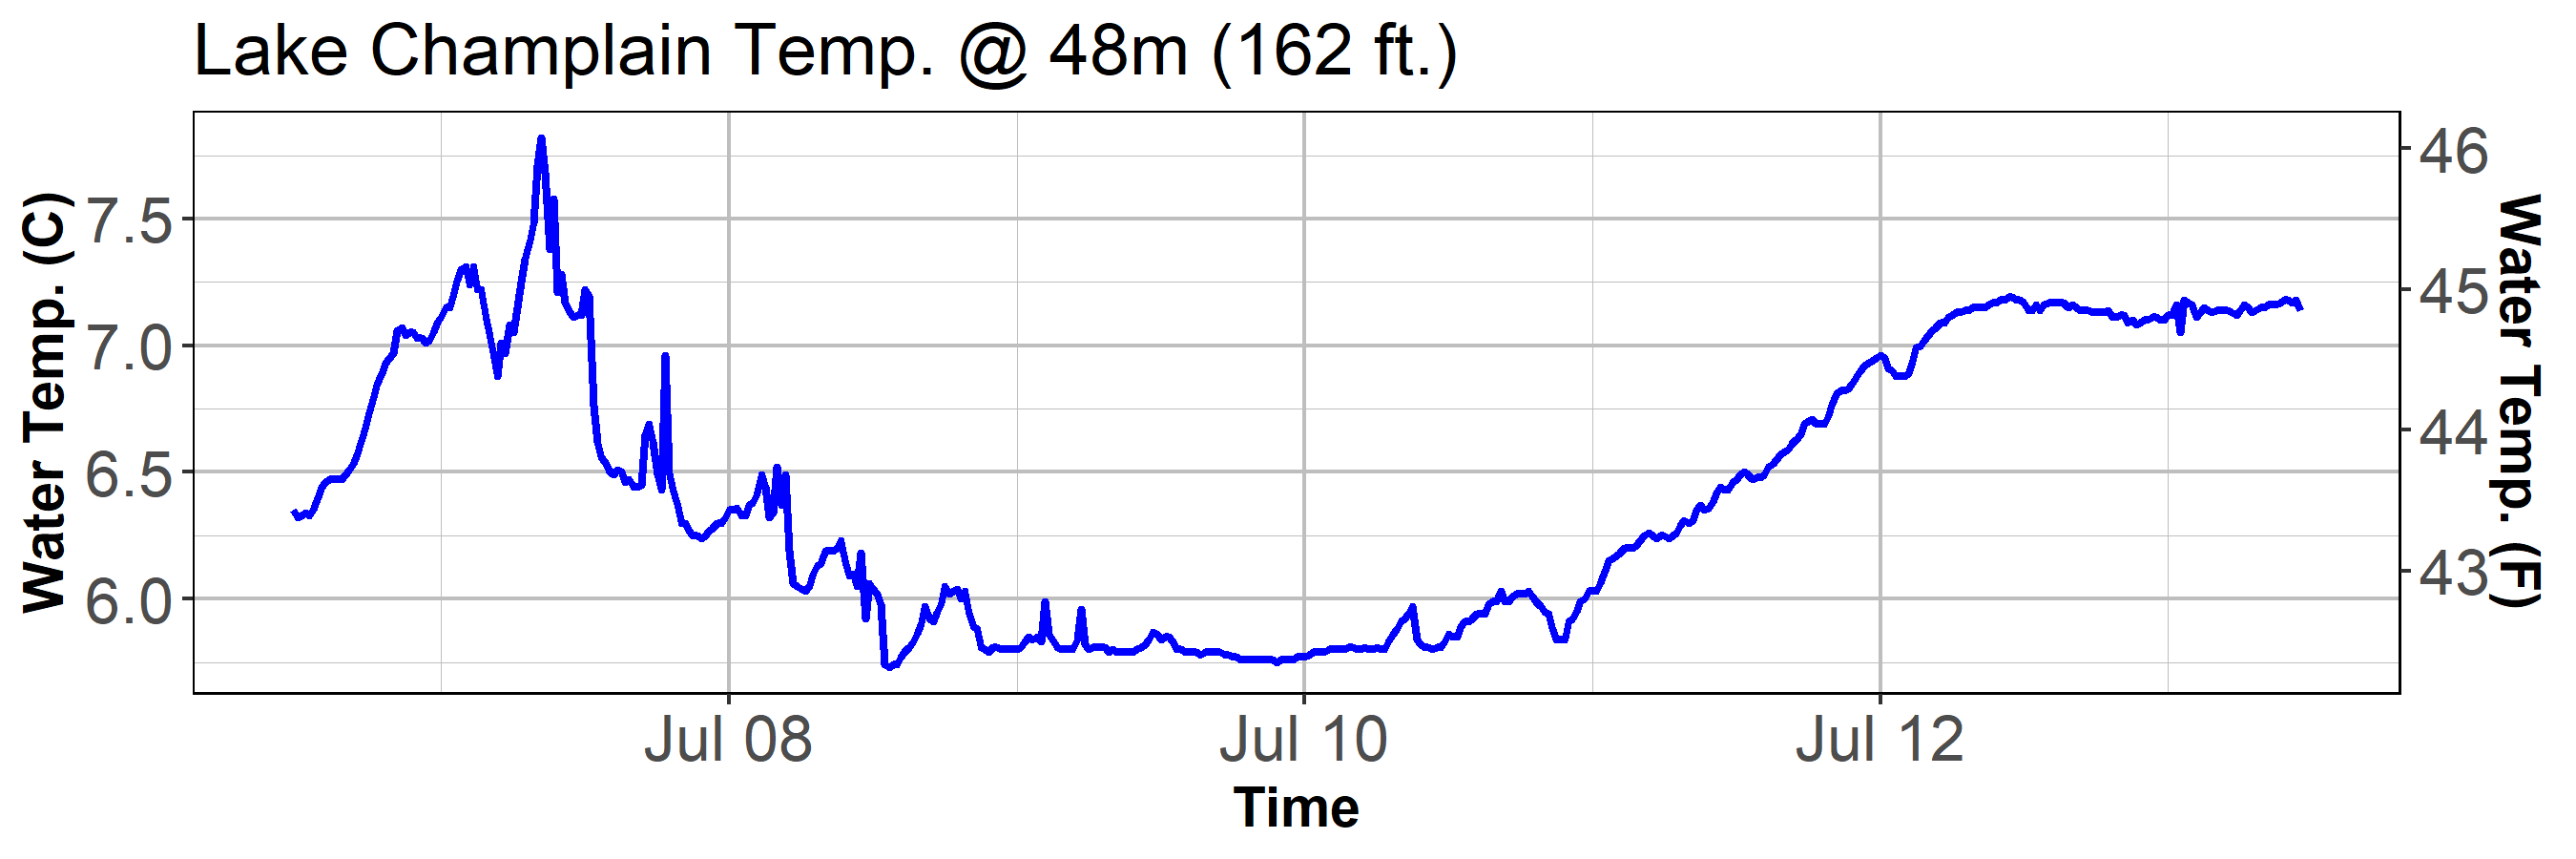 Lake Champlain Temp. @ 48m (162 ft.)
Water Temp. (C)
7.5
7.0
6.5
6.0
46
45
44
43
Water Temp. (F)
Jul 08
Jul 10
Jul 12
Time